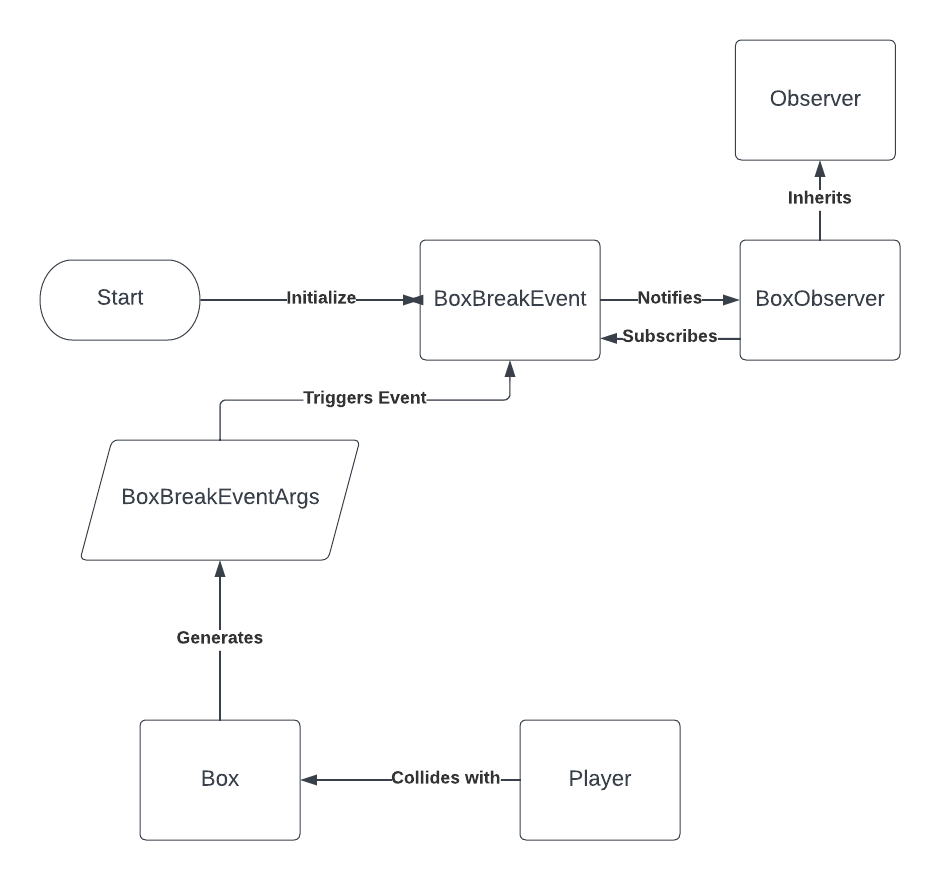 Observer
Inherits
Start
Initialize
BoxBreakEvent
Notifies
BoxObserver
Subscribes
Triggers Event
BoxBreakEventArgs
Generates
Box
Collides with
Player